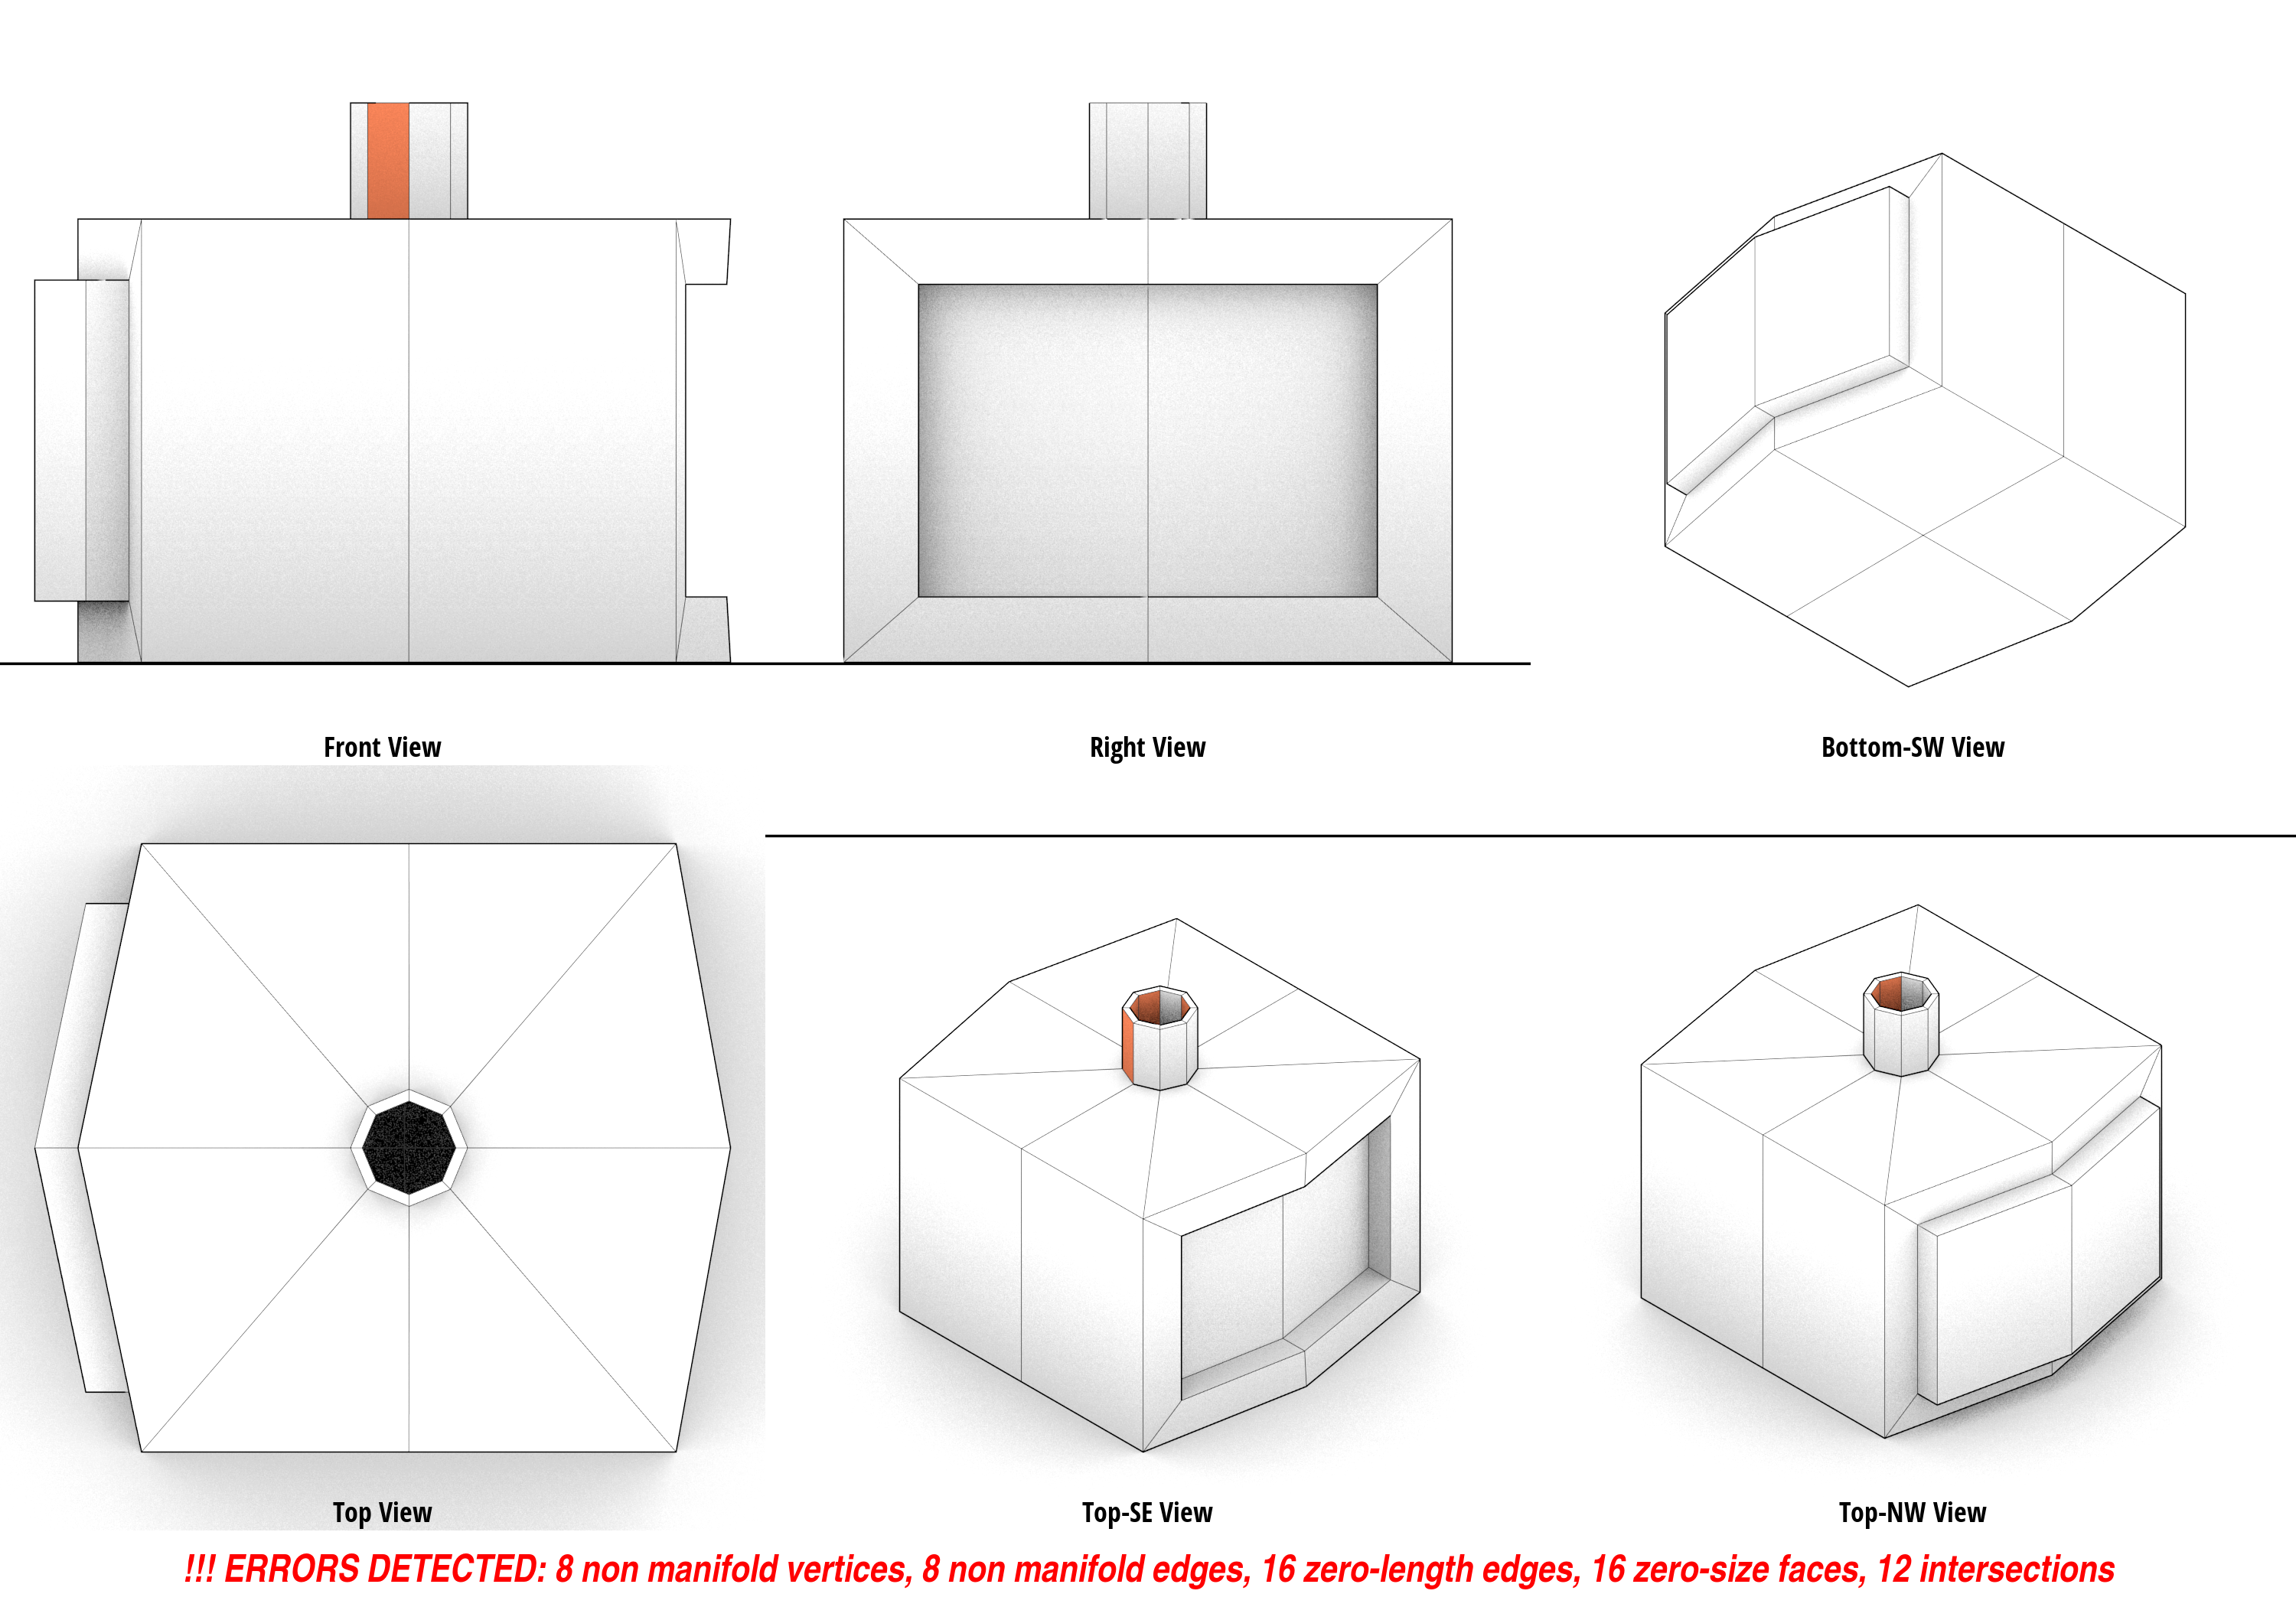 Front View
Right View
Bottom-SW View
Top View
Top-SE View
Top-NW View
!!! ERRORS DETECTED: 8 non manifold vertices, 8 non manifold edges, 16 zero-length edges, 16 zero-size faces, 12 intersections